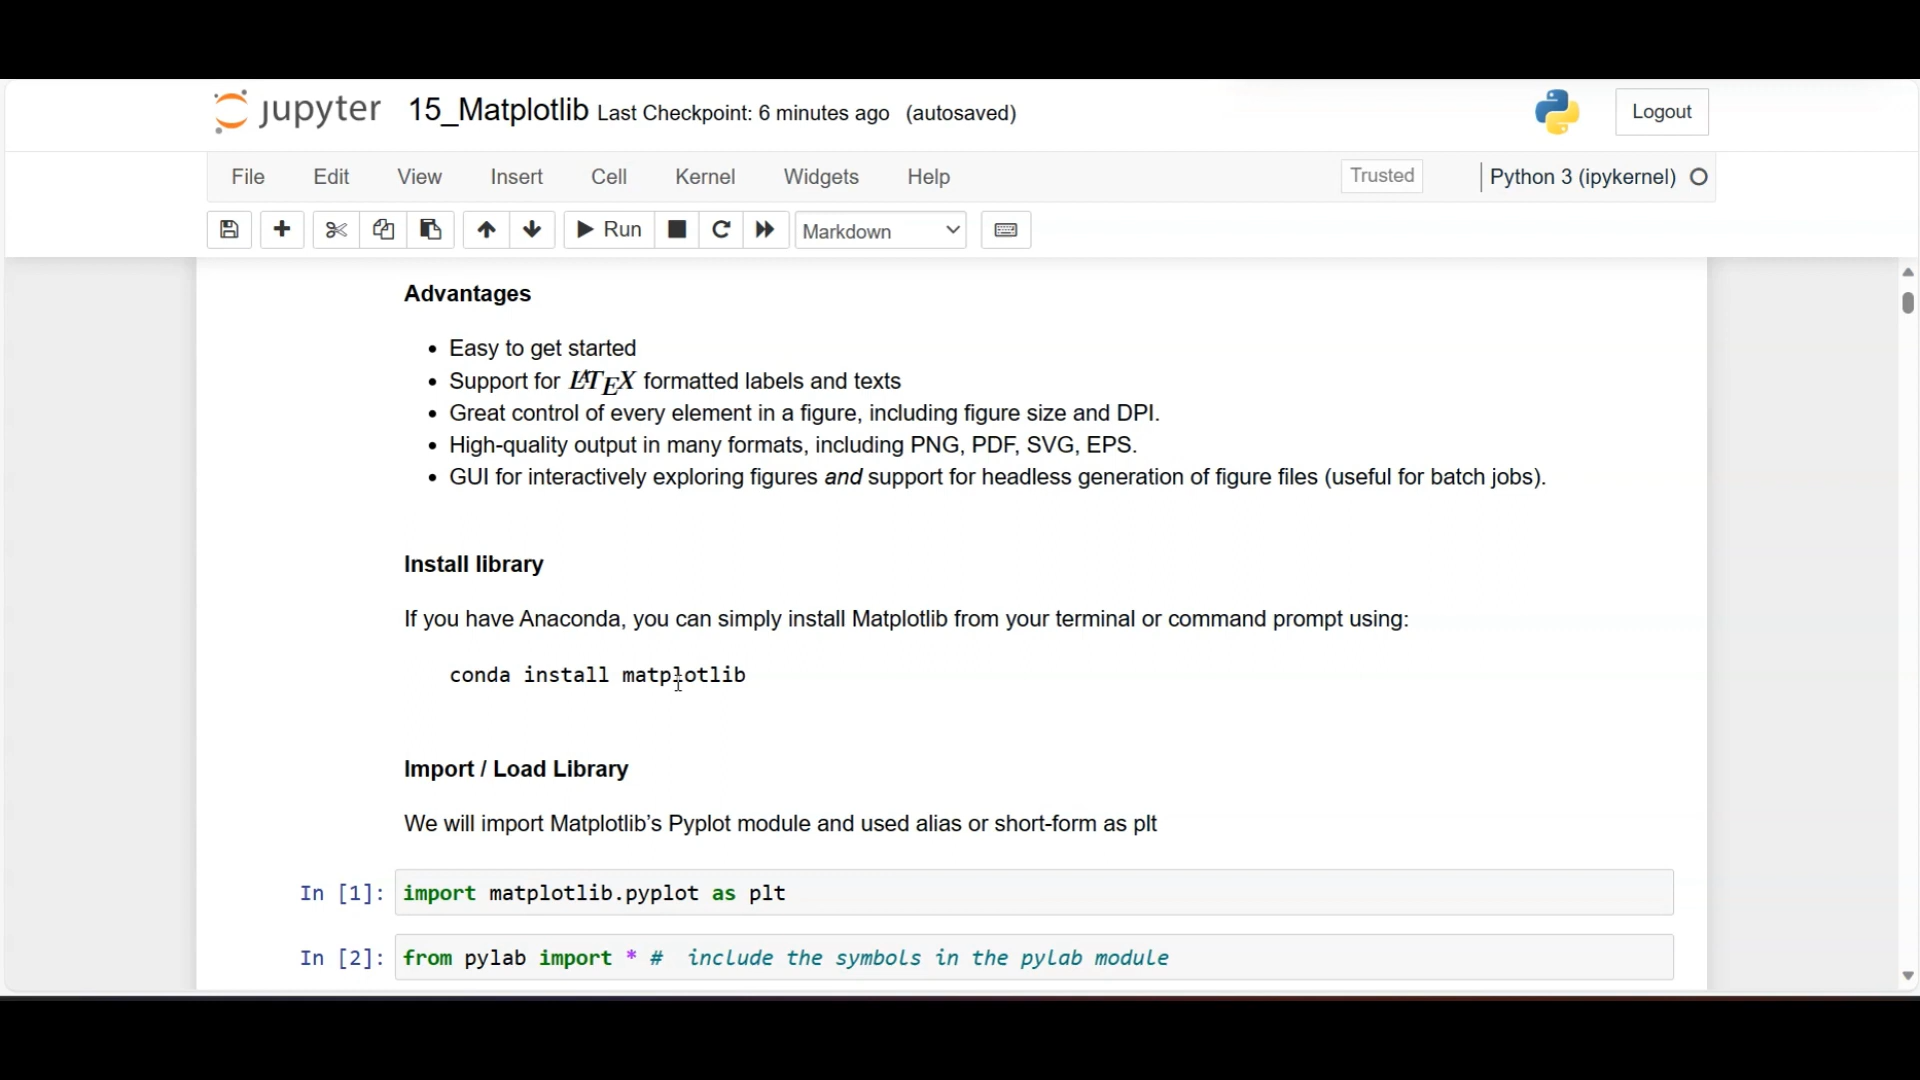 jupyter 15_Matplotlib Last Checkpoint: 6 minutes ago (autosaved) Logout
File Edit View Insert Cell Kernel Widgets Help Trusted Python 3 (ipykernel)
Run Markdown
Advantages
• Easy to get started
• Support for LATEX formatted labels and texts
• Great control of every element in a figure, including figure size and DPI.
• High-quality output in many formats, including PNG, PDF, SVG, EPS.
• GUI for interactively exploring figures and support for headless generation of figure files (useful for batch jobs).
Install library
If you have Anaconda, you can simply install Matplotlib from your terminal or command prompt using:
conda install matplotlib
Import / Load Library
We will import Matplotlib’s Pyplot module and used alias or short-form as plt
In [1]: import matplotlib.pyplot as plt
In [2]: from pylab import * # include the symbols in the pylab module